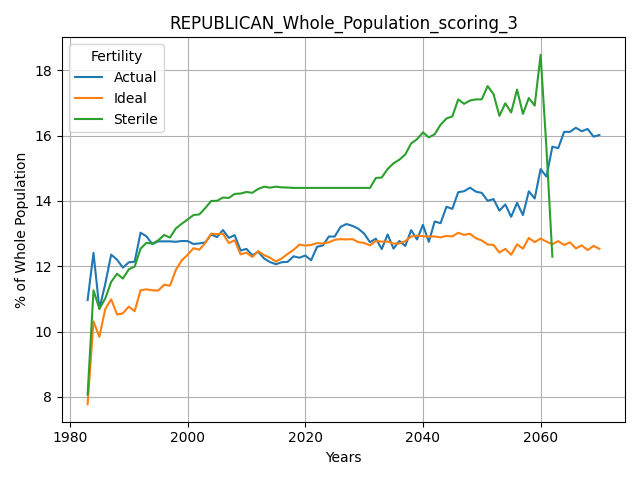 REPUBLICAN_Whole_Population_scoring_3
Fertility
Actual
Ideal
Sterile
% of Whole Population
18
16
14
12
10
8
1980
2000
2020
2040
2060
Years